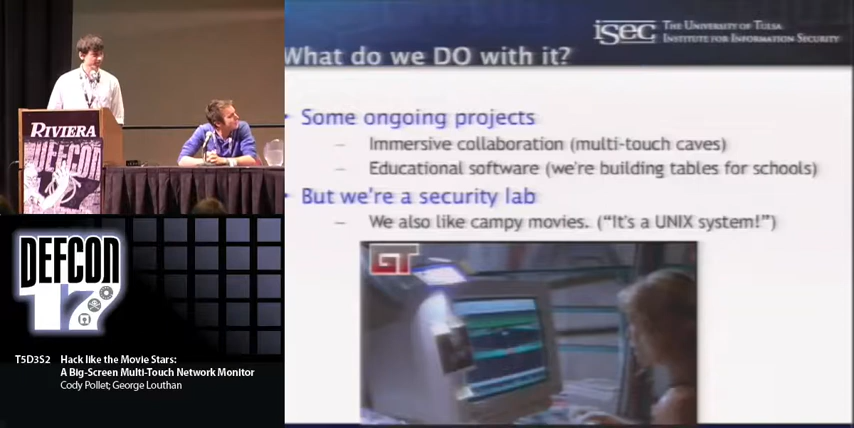 RIVIERA
DEFCON
DEFCON
17
T5D3S2 Hack like the Movie Stars:
A Big-Screen Multi-Touch Network Monitor
Cody Pollet; George Louthan
isec THE UNIVERSITY OF TULSA
INSTITUTE FOR INFORMATION SECURITY
What do we DO with it?
Some ongoing projects
– Immersive collaboration (multi-touch caves)
– Educational software (we're building tables for schools)
But we're a security lab
– We also like campy movies. ("It's a UNIX system!")
GT